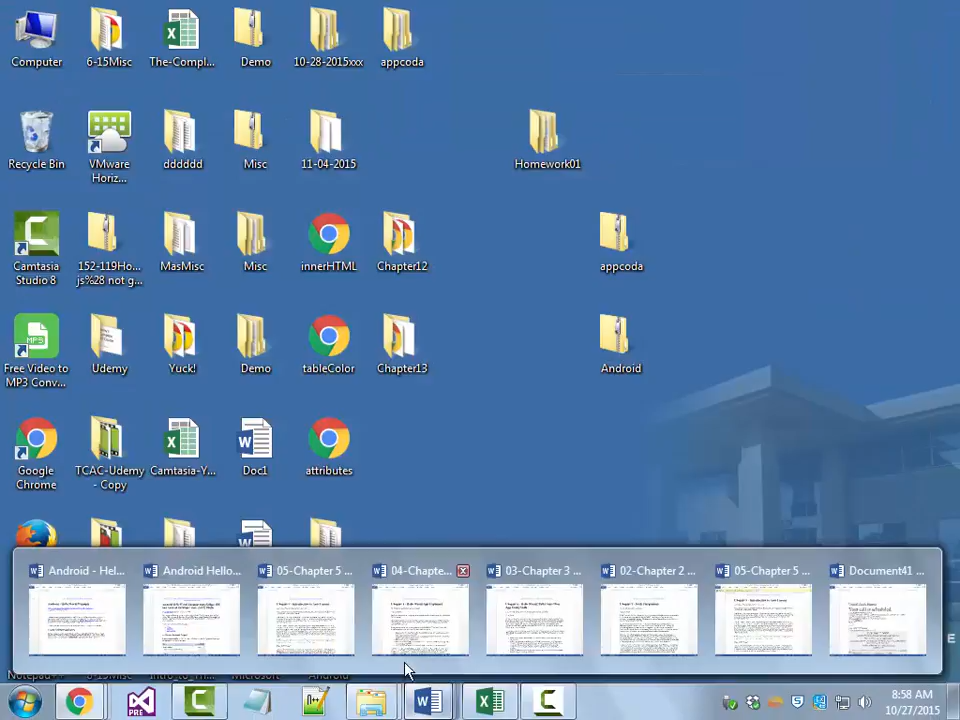 Computer
6-15Misc
The-Compl...
Demo
10-28-2015xxx
appcoda
Recycle Bin
VMware
Horiz...
dddddd
Misc
11-04-2015
Homework01
Camtasia
Studio 8
152-119Ho...
js%28 not g...
MasMisc
Misc
innerHTML
Chapter12
appcoda
Free Video to
MP3 Conv...
Udemy
Yuck!
Demo
tableColor
Chapter13
Android
Google
Chrome
TCAC-Udemy
- Copy
Camtasia-Y...
Doc1
attributes
Android - Hel...
Android Hello...
05-Chapter 5 ...
04-Chapte...
03-Chapter 3 ...
02-Chapter 2 ...
05-Chapter 5 ...
Document41 ...
PRE
8:58 AM
10/27/2015